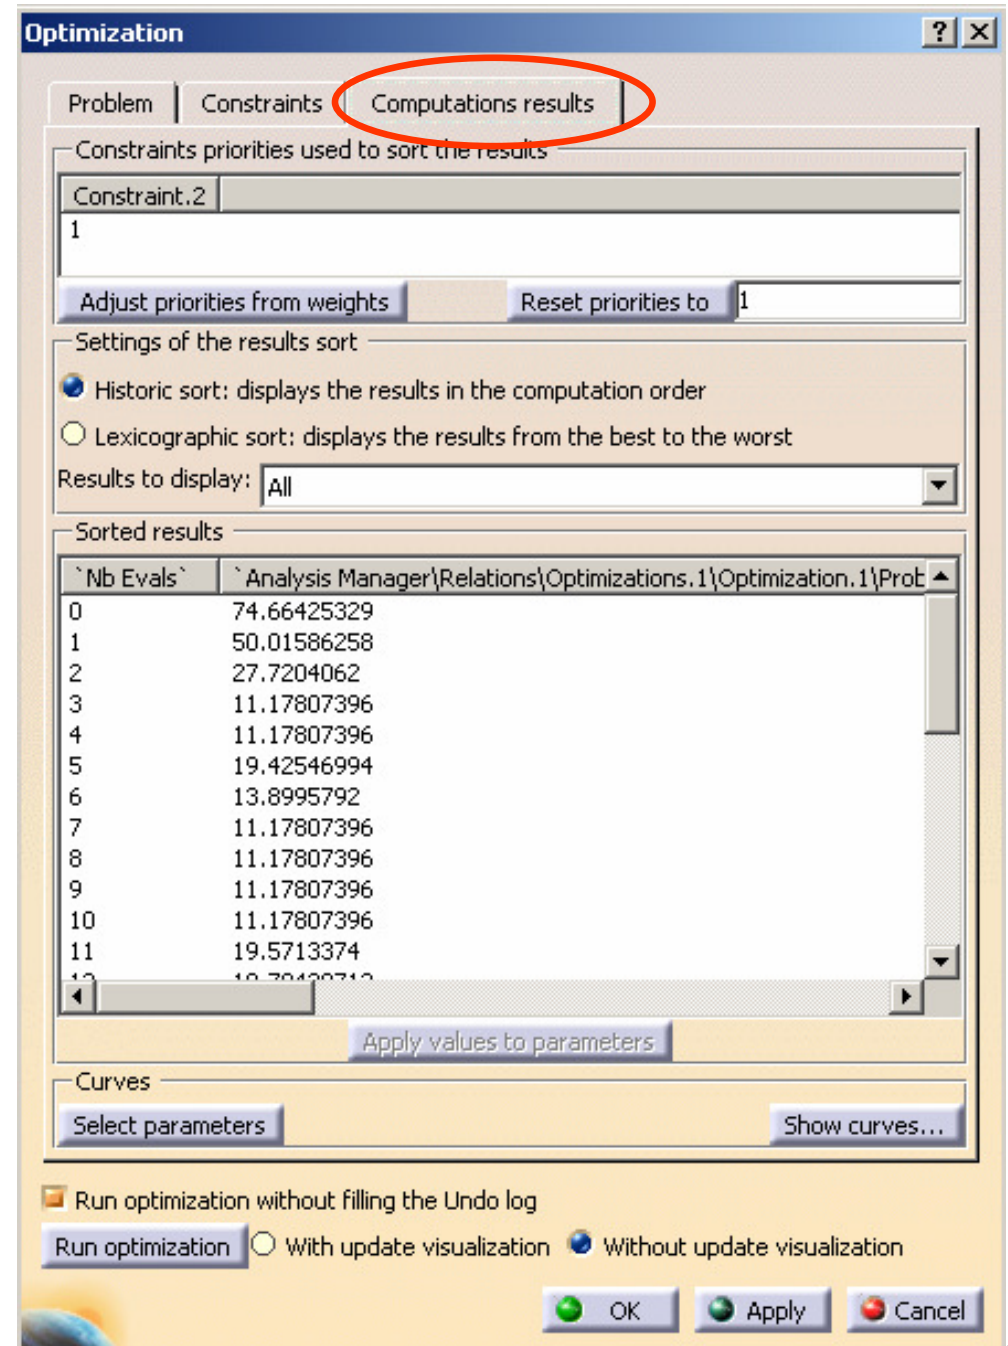 Optimization
Problem
Constraints
Computations results
Constraints priorities used to sort the results
Constraint.2
1
Adjust priorities from weights
Reset priorities to
1
Settings of the results sort
Historic sort: displays the results in the computation order
Lexicographic sort: displays the results from the best to the worst
Results to display:
All
Sorted results
`Nb Evals` `Analysis Manager\Relations\Optimizations.1\Optimization.1\Prot
0 74.66425329
1 50.01586258
2 27.7204062
3 11.17807396
4 11.17807396
5 19.42546994
6 13.8995792
7 11.17807396
8 11.17807396
9 11.17807396
10 11.17807396
11 19.5713374
Apply values to parameters
Curves
Select parameters
Show curves...
Run optimization without filling the Undo log
Run optimization
With update visualization
Without update visualization
OK
Apply
Cancel